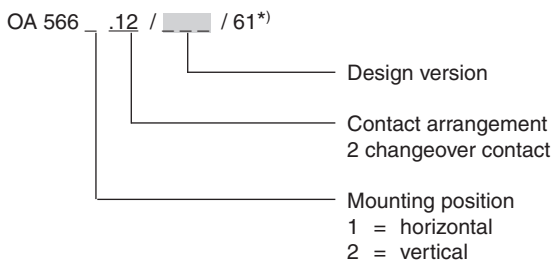 OA 566 _ .12 / _ _ _ / 61*)
Design version
Contact arrangement
2 changeover contact
Mounting position
1 = horizontal
2 = vertical